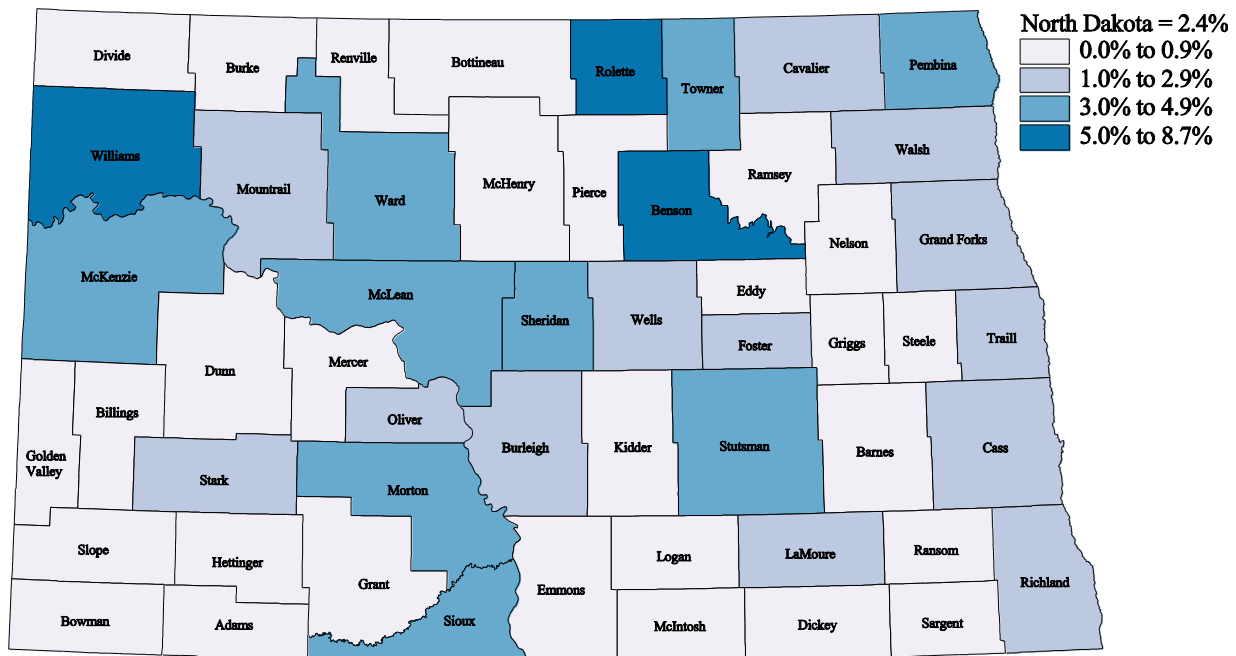 North Dakota = 2.4%
0.0% to 0.9%
1.0% to 2.9%
3.0% to 4.9%
5.0% to 8.7%
Divide
Burke
Renville
Bottineau
Rolette
Towner
Cavalier
Pembina
Williams
Mountrail
Ward
McHenry
Pierce
Benson
Ramsey
Walsh
Nelson
Grand Forks
McKenzie
McLean
Sheridan
Wells
Eddy
Foster
Griggs
Steele
Traill
Dunn
Mercer
Oliver
Billings
Golden
Valley
Stark
Morton
Burleigh
Kidder
Stutsman
Barnes
Cass
Slope
Hettinger
Grant
Emmons
Logan
LaMoure
Ransom
Richland
Bowman
Adams
Sioux
McIntosh
Dickey
Sargent